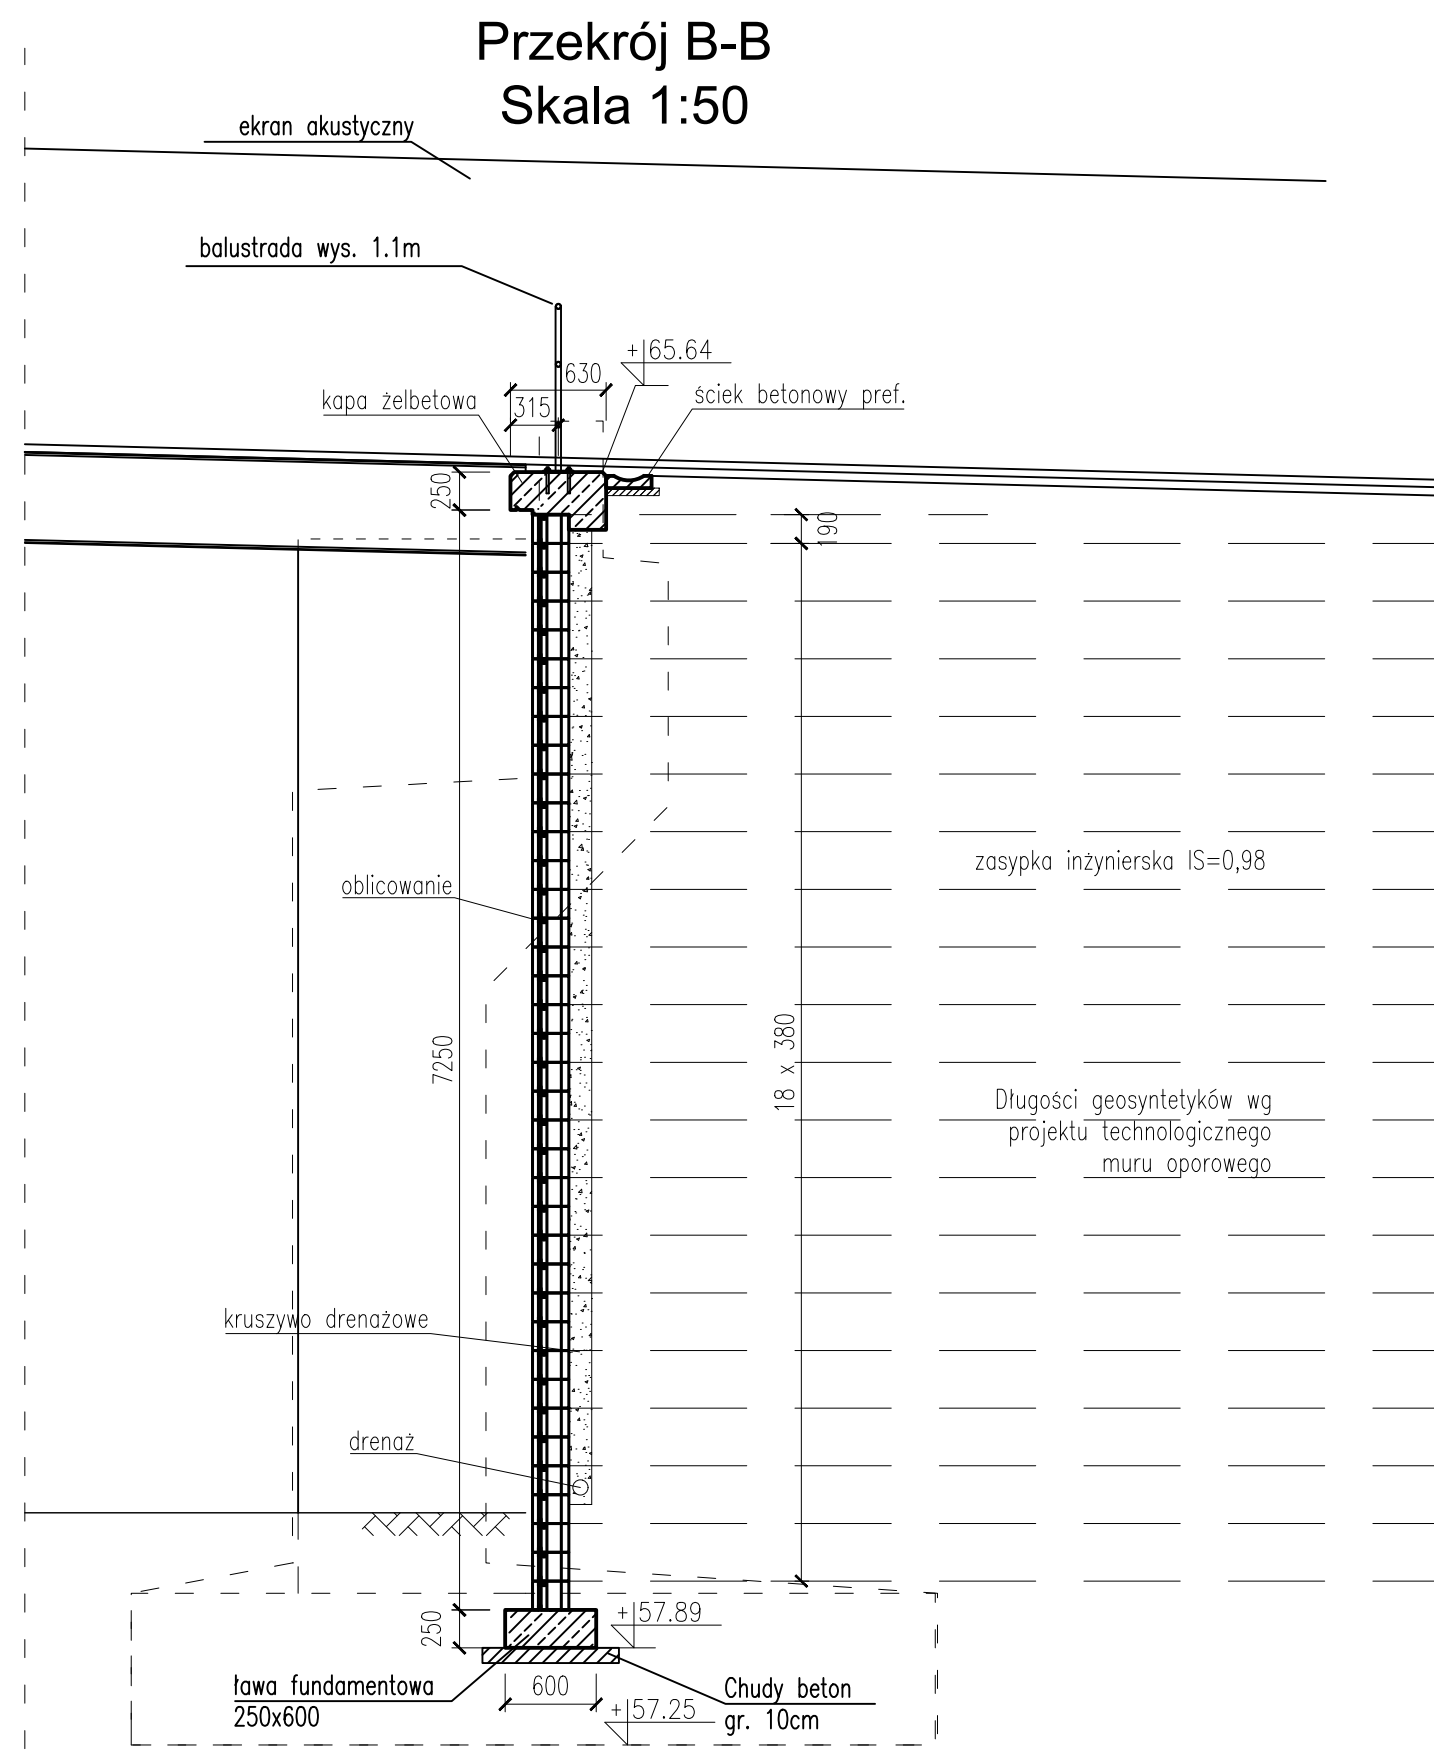 Przekrój B-B
Skala 1:50
ekran akustyczny
balustrada wys. 1.1m
+65.64
630
kapa żelbetowa
315
ściek betonowy pref.
250
190
zasypka inżynierska IS=0,98
oblicowanie
7250
18 x 380
Długości geosyntetyków wg
projektu technologicznego
muru oporowego
kruszywo drenażowe
drenaż
250
+57.89
ława fundamentowa
250x600
600
Chudy beton
gr. 10cm
+57.25